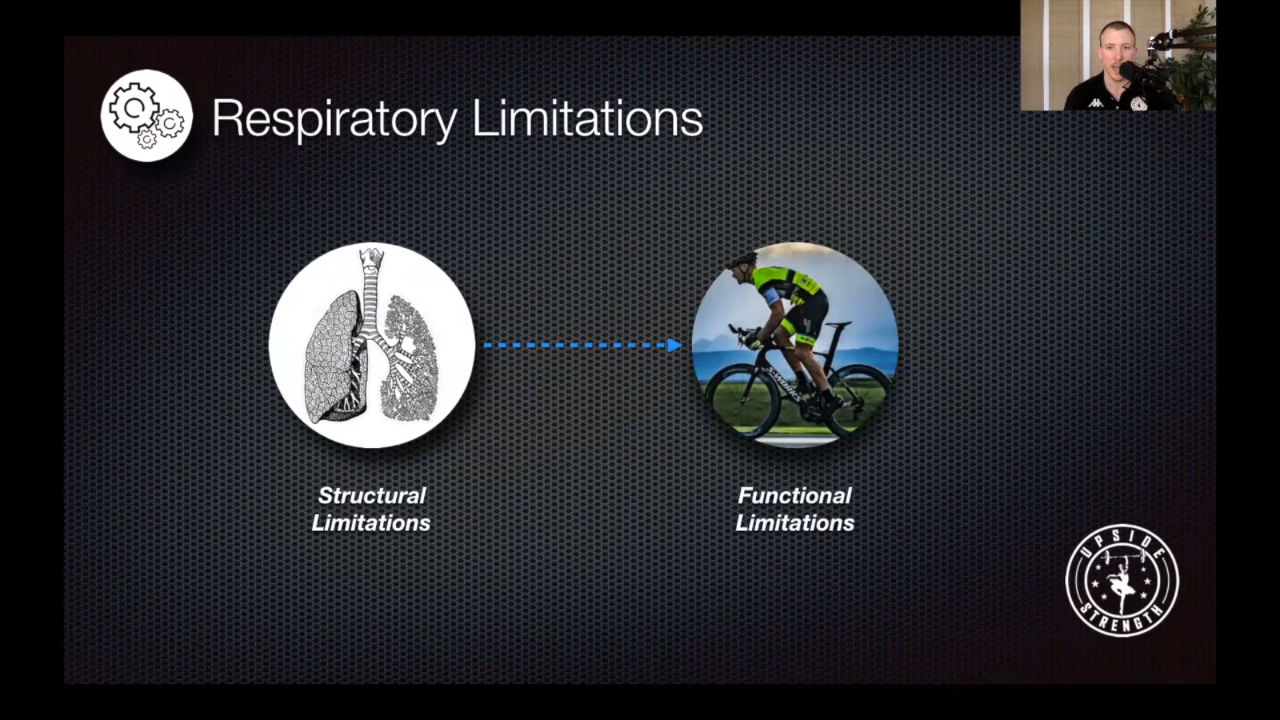 Respiratory Limitations
Structural
Limitations
Functional
Limitations
UPSIDE
STRENGTH